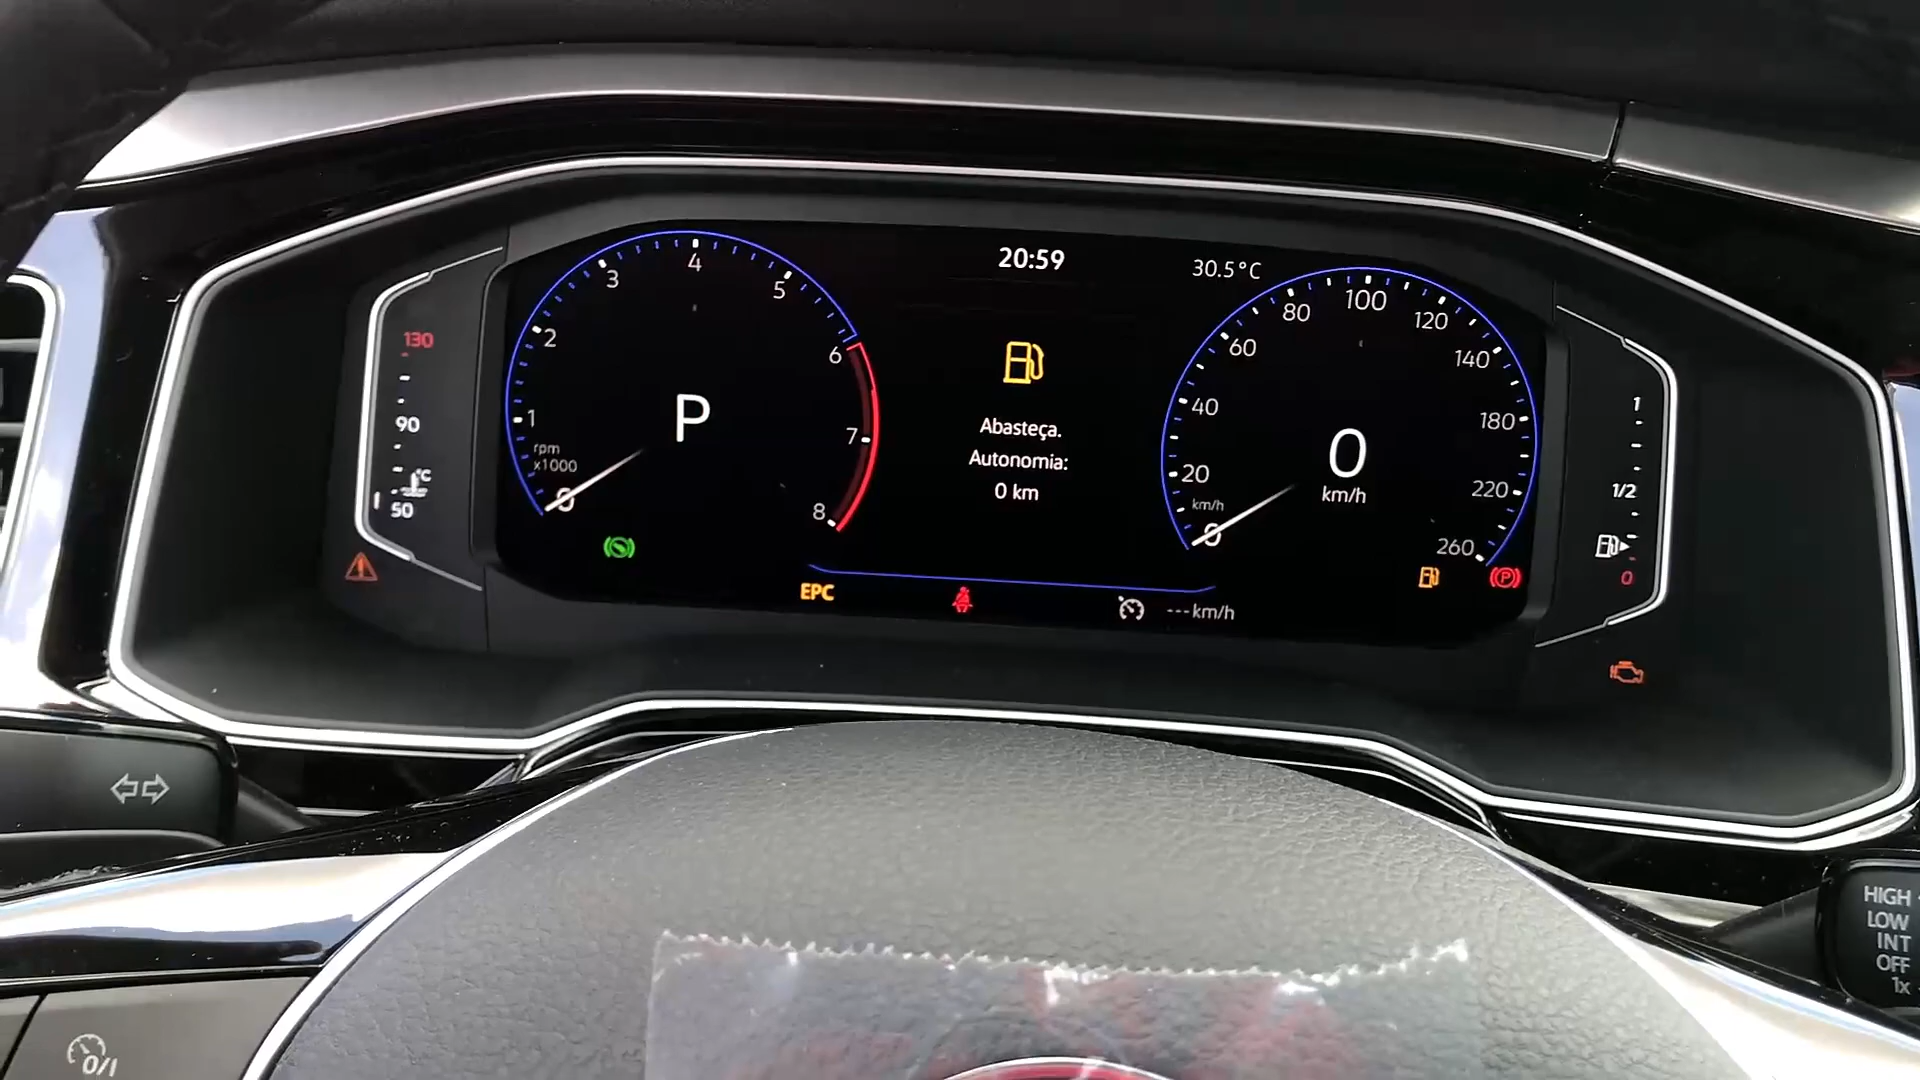 20:59
30.5°C
130
90
°C
50
4
3
5
2
6
1
7
rpm
x1000
0
8
P
Abasteça.
Autonomia:
0 km
100
80
120
60
140
40
180
20
220
km/h
0
260
0
km/h
1
1/2
0
EPC
--- km/h
P
HIGH
LOW
INT
OFF
1x
0/I